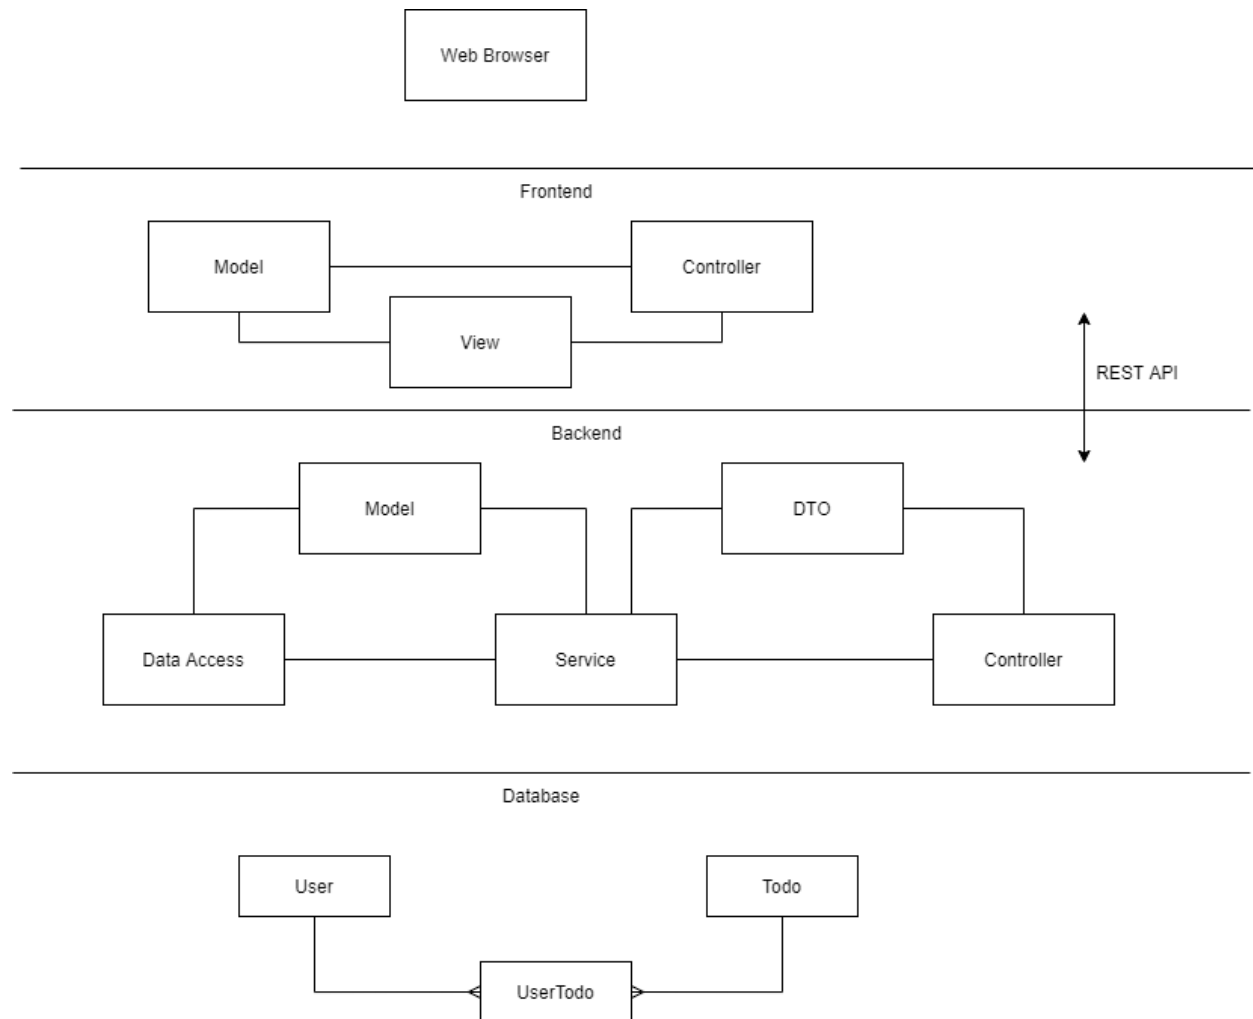 Web Browser
Frontend
Model
Controller
View
REST API
Backend
Model
DTO
Data Access
Service
Controller
Database
User
Todo
UserTodo